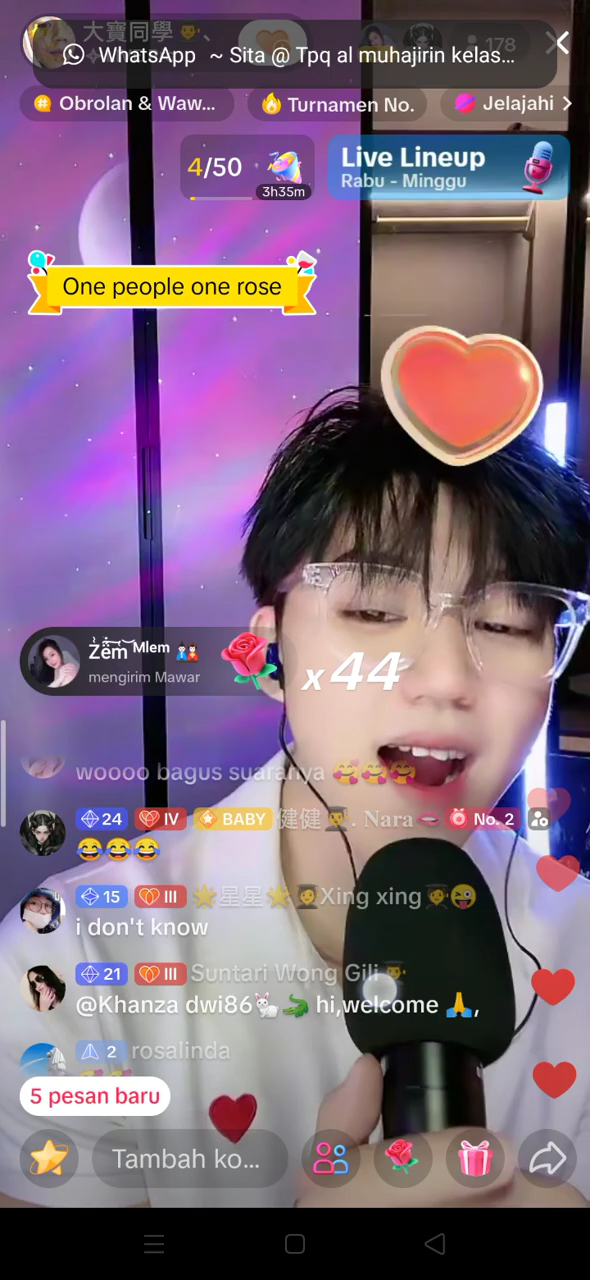 大寶同學
178
WhatsApp ~ Sita @ Tpq al muhajirin kelas...
Obrolan & Waw...
Turnamen No.
Jelajahi
4/50
3h35m
Live Lineup
Rabu - Minggu
One people one rose
Mlem
mengirim Mawar
x44
woooo bagus suaranya 🥰🥰🥰
24 IV BABY 健健👨‍🎓. Nara👄 No. 2
😂😂😂
15 III 🌟星星🌟👩‍🎓Xing xing👩‍🎓😜
i don't know
21 III Suntari Wong Gili👨‍🎓
@Khanza dwi86🐇🐊 hi,welcome 🙏,
2 rosalinda
5 pesan baru
Tambah ko...